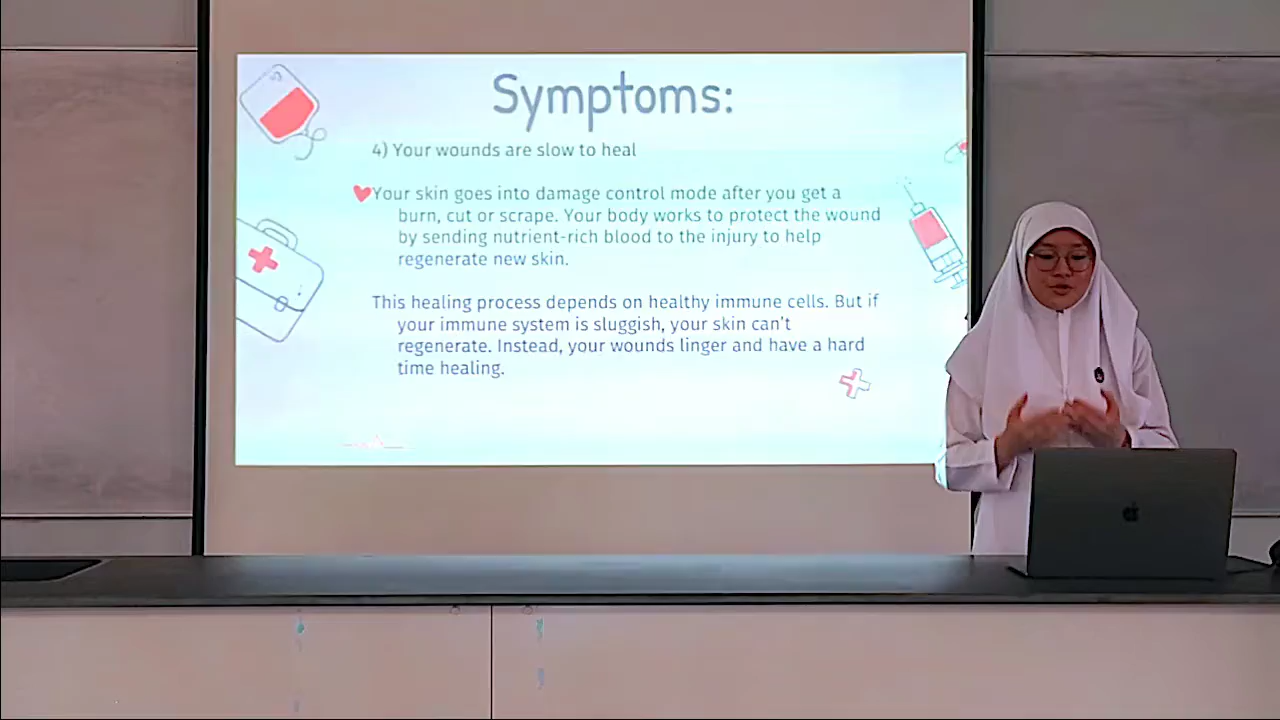 Symptoms:
4) Your wounds are slow to heal
Your skin goes into damage control mode after you get a
burn, cut or scrape. Your body works to protect the wound
by sending nutrient-rich blood to the injury to help
regenerate new skin.
This healing process depends on healthy immune cells. But if
your immune system is sluggish, your skin can't
regenerate. Instead, your wounds linger and have a hard
time healing.